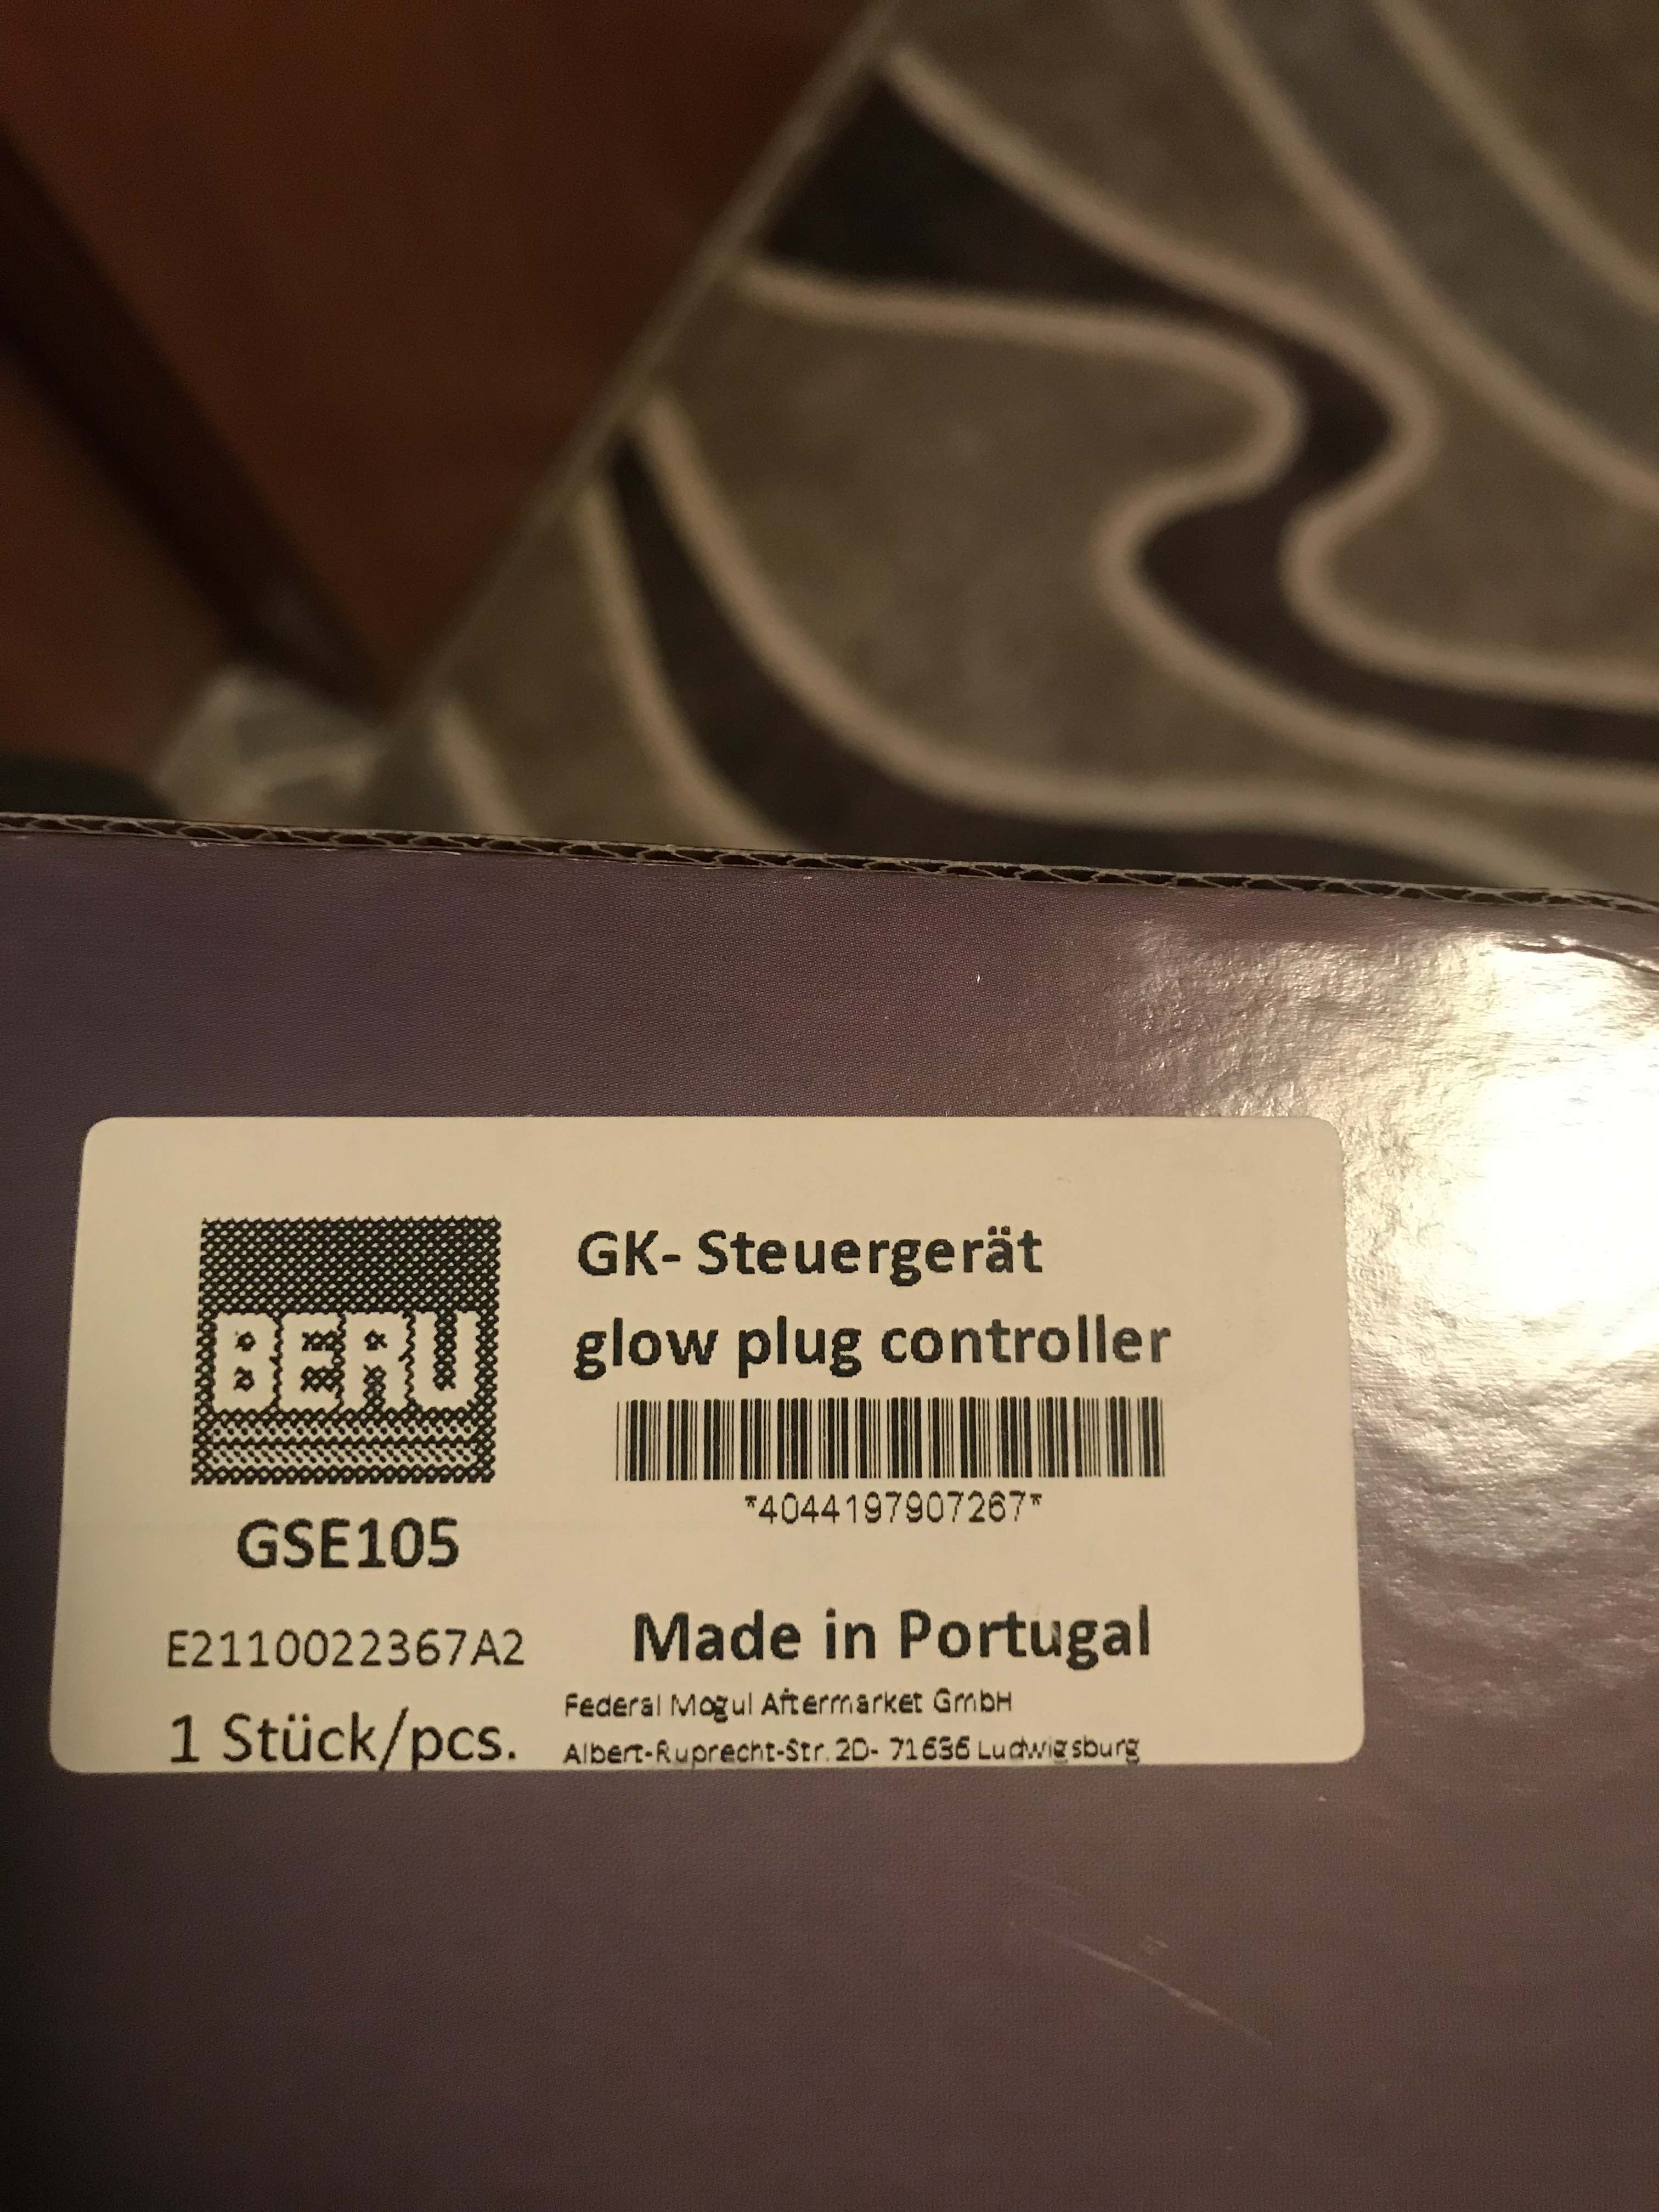 BERU
GSE105
E2110022367A2
1 Stück/pcs.
GK- Steuergerät
glow plug controller
*4044197907267*
Made in Portugal
Federal Mogul Aftermarket GmbH
Albert-Ruprecht-Str. 2D- 71636 Ludwigsburg